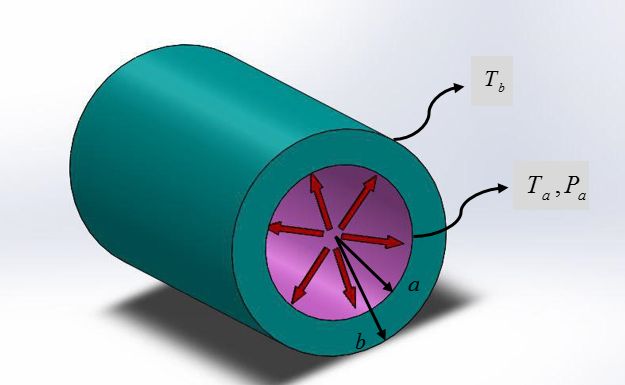 T_b
T_a , P_a
a
b